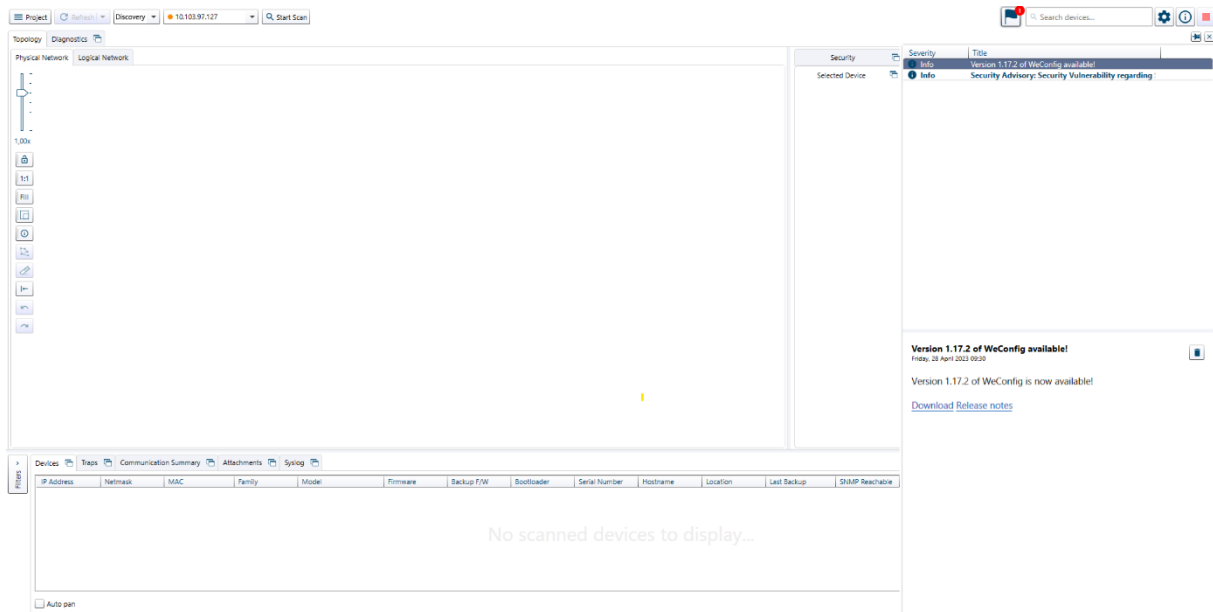 Project Refresh Discovery 10.103.97.127 Start Scan 1 Search devices...
Topology Diagnostics
Physical Network Logical Network
Security
Selected Device
Severity Title
Info Version 1.17.2 of WeConfig available!
Info Security Advisory: Security Vulnerability regarding
1,00x
1:1
Fill
Version 1.17.2 of WeConfig available!
Friday, 28 April 2023 09:30
Version 1.17.2 of WeConfig is now available!
Download Release notes
Filters
Devices Traps Communication Summary Attachments Syslog
IP Address Netmask MAC Family Model Firmware Backup F/W Bootloader Serial Number Hostname Location Last Backup SNMP Reachable
No scanned devices to display...
Auto pan